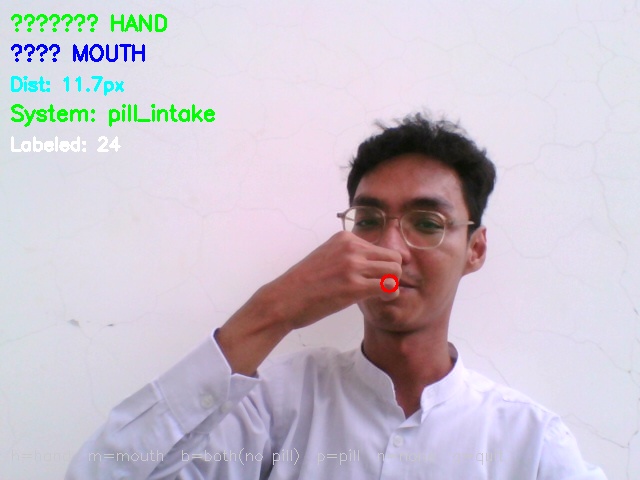 ??????? HAND
???? MOUTH
Dist: 11.7px
System: pill_intake
Labeled: 24
m=mouth b=both(no pill) p=pill